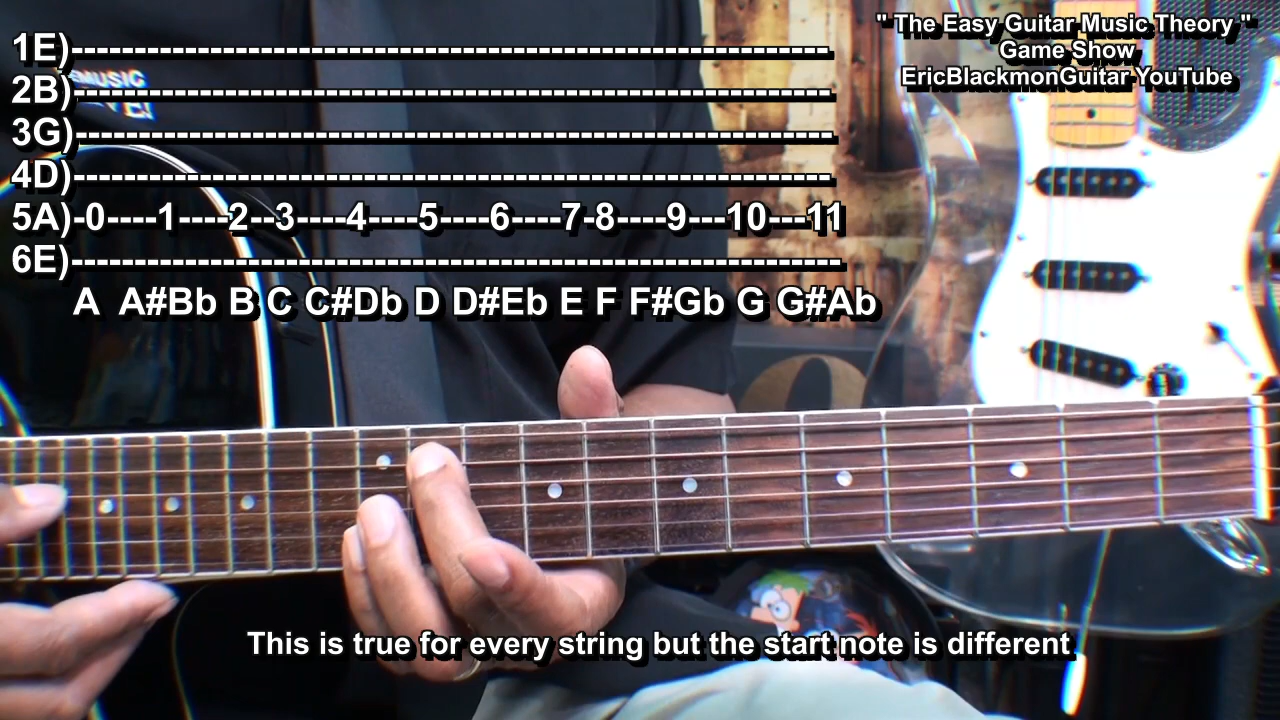 " The Easy Guitar Music Theory "
Game Show
EricBlackmonGuitar YouTube
1E)--------------------------------------------------------------
2B)--------------------------------------------------------------
3G)--------------------------------------------------------------
4D)--------------------------------------------------------------
5A)-0----1----2--3----4----5----6----7-8----9---10---11
6E)---------------------------------------------------------------
A A#Bb B C C#Db D D#Eb E F F#Gb G G#Ab
This is true for every string but the start note is different